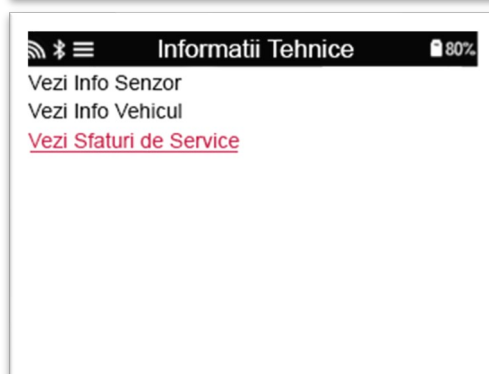 Informatii Tehnice 80%
Vezi Info Senzor
Vezi Info Vehicul
Vezi Sfaturi de Service